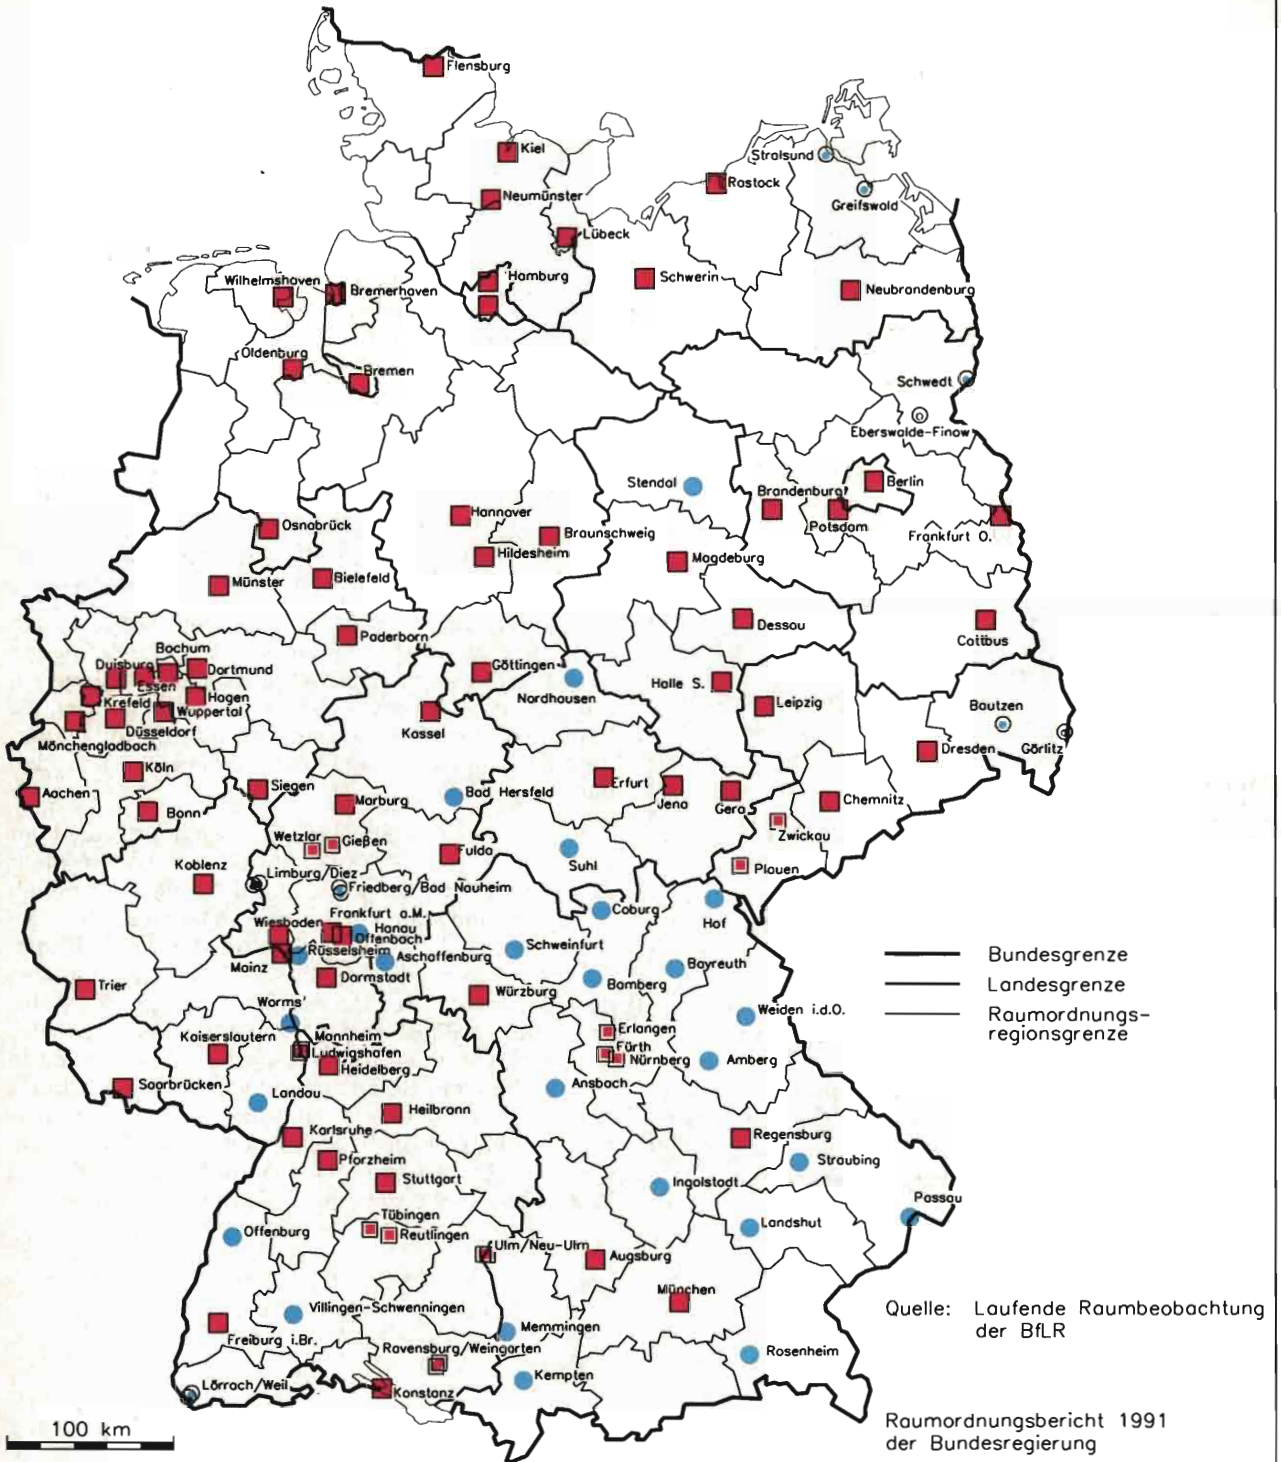 Flensburg
Kiel
Stralsund
Rostock
Neumünster
Greifswald
Lübeck
Wilhelmshaven
Bremerhaven
Hamburg
Schwerin
Neubrandenburg
Oldenburg
Bremen
Schwedt
Eberswalde-Finow
Stendal
Berlin
Brandenburg
Potsdam
Frankfurt O.
Osnabrück
Hannover
Braunschweig
Hildesheim
Magdeburg
Münster
Bielefeld
Dessau
Cottbus
Paderborn
Bochum
Duisburg
Dortmund
Essen
Göttingen
Nordhausen
Halle S.
Krefeld
Hagen
Wuppertal
Düsseldorf
Leipzig
Bautzen
Mönchengladbach
Kassel
Dresden
Görlitz
Köln
Aachen
Siegen
Bonn
Marburg
Bad Hersfeld
Erfurt
Jena
Gera
Chemnitz
Zwickau
Wetzlar
Gießen
Fulda
Koblenz
Suhl
Plauen
Limburg/Diez
Friedberg/Bad Nauheim
Coburg
Hof
Wiesbaden
Frankfurt a.M.
Hanau
Offenbach
Rüsselsheim
Schweinfurt
Aschaffenburg
Mainz
Darmstadt
Bayreuth
Bamberg
Trier
Würzburg
Worms
Weiden i.d.O.
Kaiserslautern
Mannheim
Ludwigshafen
Heidelberg
Erlangen
Fürth
Nürnberg
Amberg
Saarbrücken
Landau
Ansbach
Heilbronn
Karlsruhe
Regensburg
Pforzheim
Straubing
Stuttgart
Ingolstadt
Passau
Tübingen
Reutlingen
Landshut
Offenburg
Ulm/Neu-Ulm
Augsburg
München
Villingen-Schwenningen
Freiburg i.Br.
Memmingen
Ravensburg/Weingarten
Rosenheim
Lörrach/Weil
Konstanz
Kempten
Bundesgrenze
Landesgrenze
Raumordnungs-
regionsgrenze
Quelle: Laufende Raumbeobachtung
der BfLR
Raumordnungsbericht 1991
der Bundesregierung
100 km